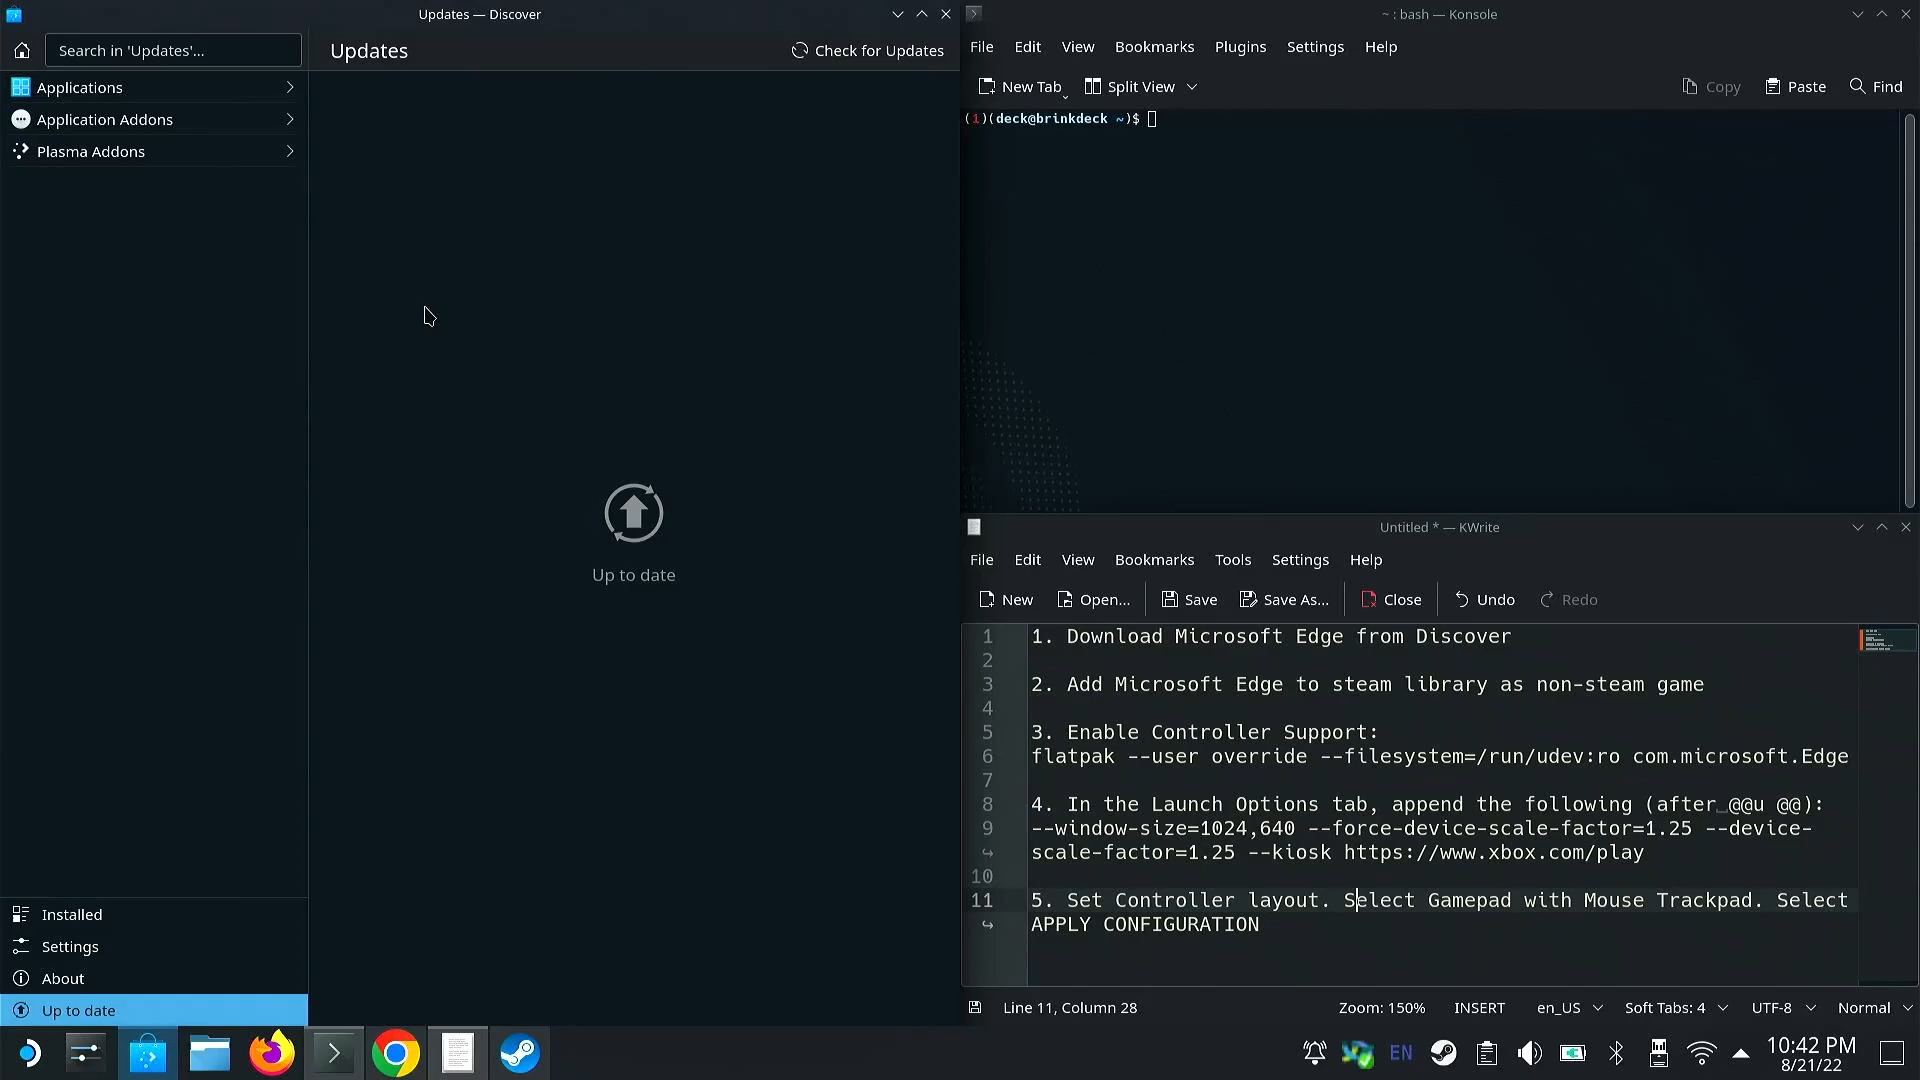 Updates — Discover
Search in 'Updates'...
Updates
Check for Updates
Applications
Application Addons
Plasma Addons
Up to date
Installed
Settings
About
Up to date
~ : bash — Konsole
File Edit View Bookmarks Plugins Settings Help
New Tab Split View Copy Paste Find
(1)(deck@brinkdeck ~)$
Untitled * — KWrite
File Edit View Bookmarks Tools Settings Help
New Open... Save Save As... Close Undo Redo
1 1. Download Microsoft Edge from Discover
2
3 2. Add Microsoft Edge to steam library as non-steam game
4
5 3. Enable Controller Support:
6 flatpak --user override --filesystem=/run/udev:ro com.microsoft.Edge
7
8 4. In the Launch Options tab, append the following (after @@u @@):
9 --window-size=1024,640 --force-device-scale-factor=1.25 --device-
scale-factor=1.25 --kiosk https://www.xbox.com/play
10
11 5. Set Controller layout. Select Gamepad with Mouse Trackpad. Select
APPLY CONFIGURATION
Line 11, Column 28 Zoom: 150% INSERT en_US Soft Tabs: 4 UTF-8 Normal
EN
10:42 PM
8/21/22